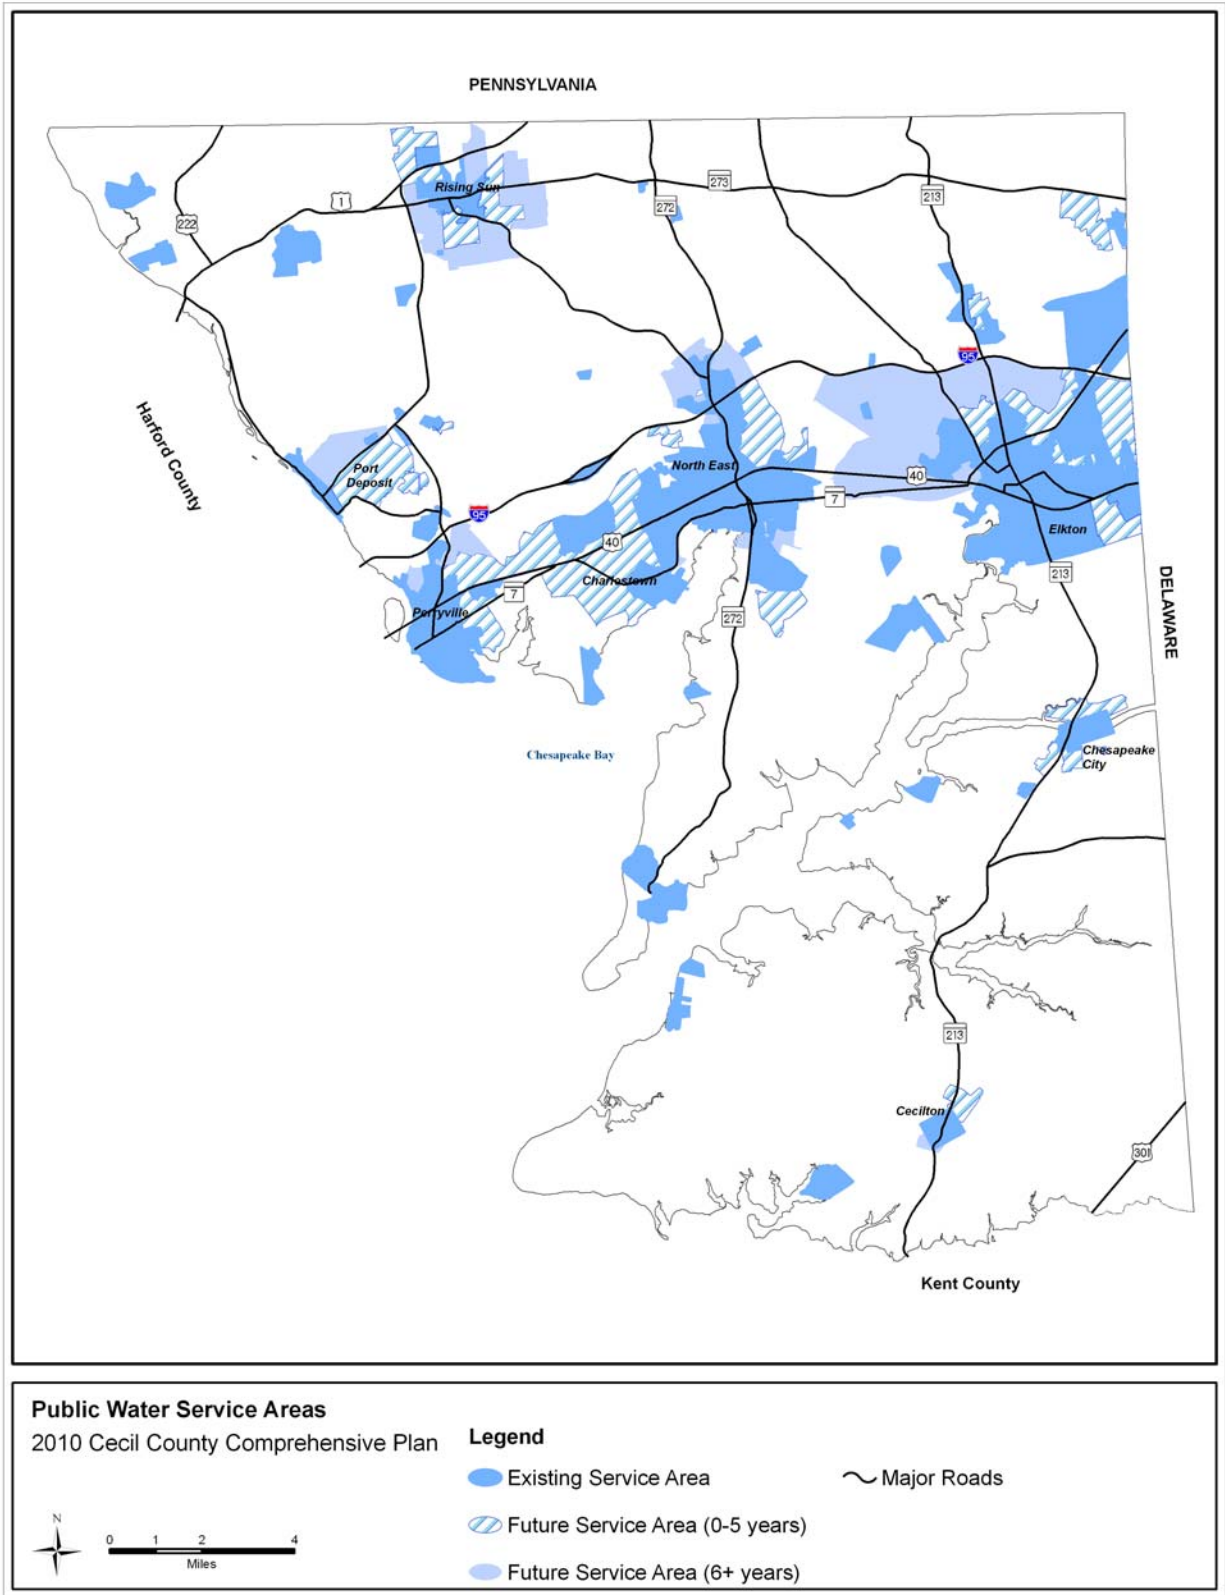 PENNSYLVANIA
Rising Sun
273
1
213
272
222
95
Harford County
Port
Deposit
North East
40
7
95
Elkton
40
213
Charlestown
7
Perryville
272
DELAWARE
Chesapeake Bay
Chesapeake
City
213
Cecilton
301
Kent County
Public Water Service Areas
2010 Cecil County Comprehensive Plan
Legend
Existing Service Area
Major Roads
Future Service Area (0-5 years)
Future Service Area (6+ years)
N
0 1 2 4
Miles